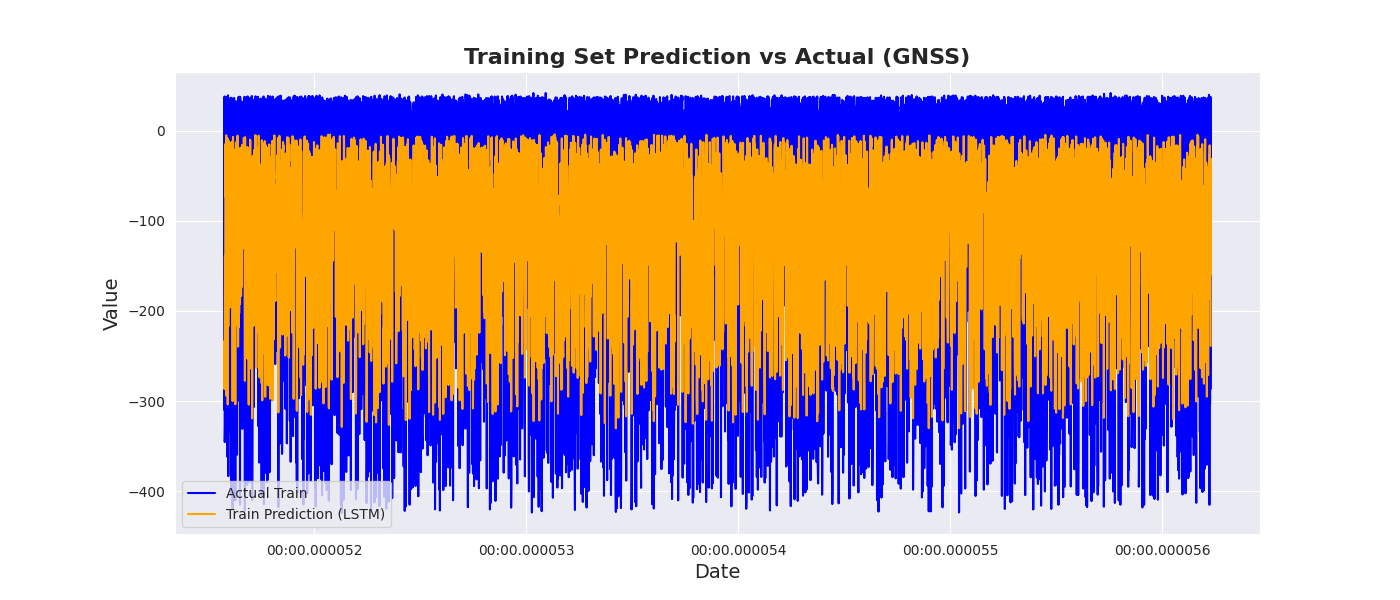 Training Set Prediction vs Actual (GNSS)
Value
0
−100
−200
−300
−400
Actual Train
Train Prediction (LSTM)
00:00.000052 00:00.000053 00:00.000054 00:00.000055 00:00.000056
Date